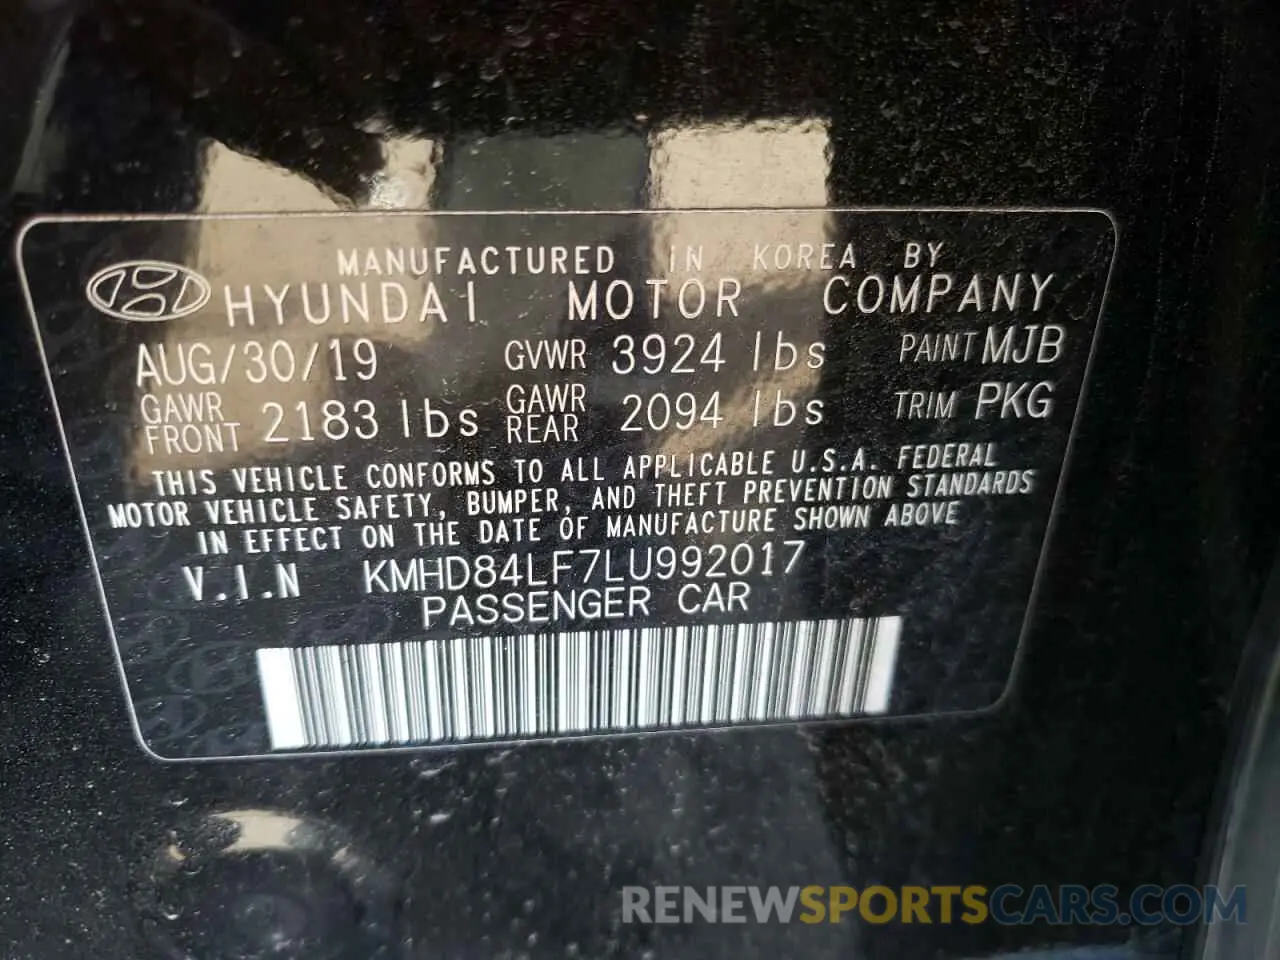 MANUFACTURED IN KOREA BY
HYUNDAI MOTOR COMPANY
AUG/30/19 GVWR 3924 lbs PAINT MJB
GAWR FRONT 2183 lbs GAWR REAR 2094 lbs TRIM PKG
THIS VEHICLE CONFORMS TO ALL APPLICABLE U.S.A. FEDERAL
MOTOR VEHICLE SAFETY, BUMPER, AND THEFT PREVENTION STANDARDS
IN EFFECT ON THE DATE OF MANUFACTURE SHOWN ABOVE
V.I.N KMHD84LF7LU992017
PASSENGER CAR
RENEWSPORTSCARS.COM